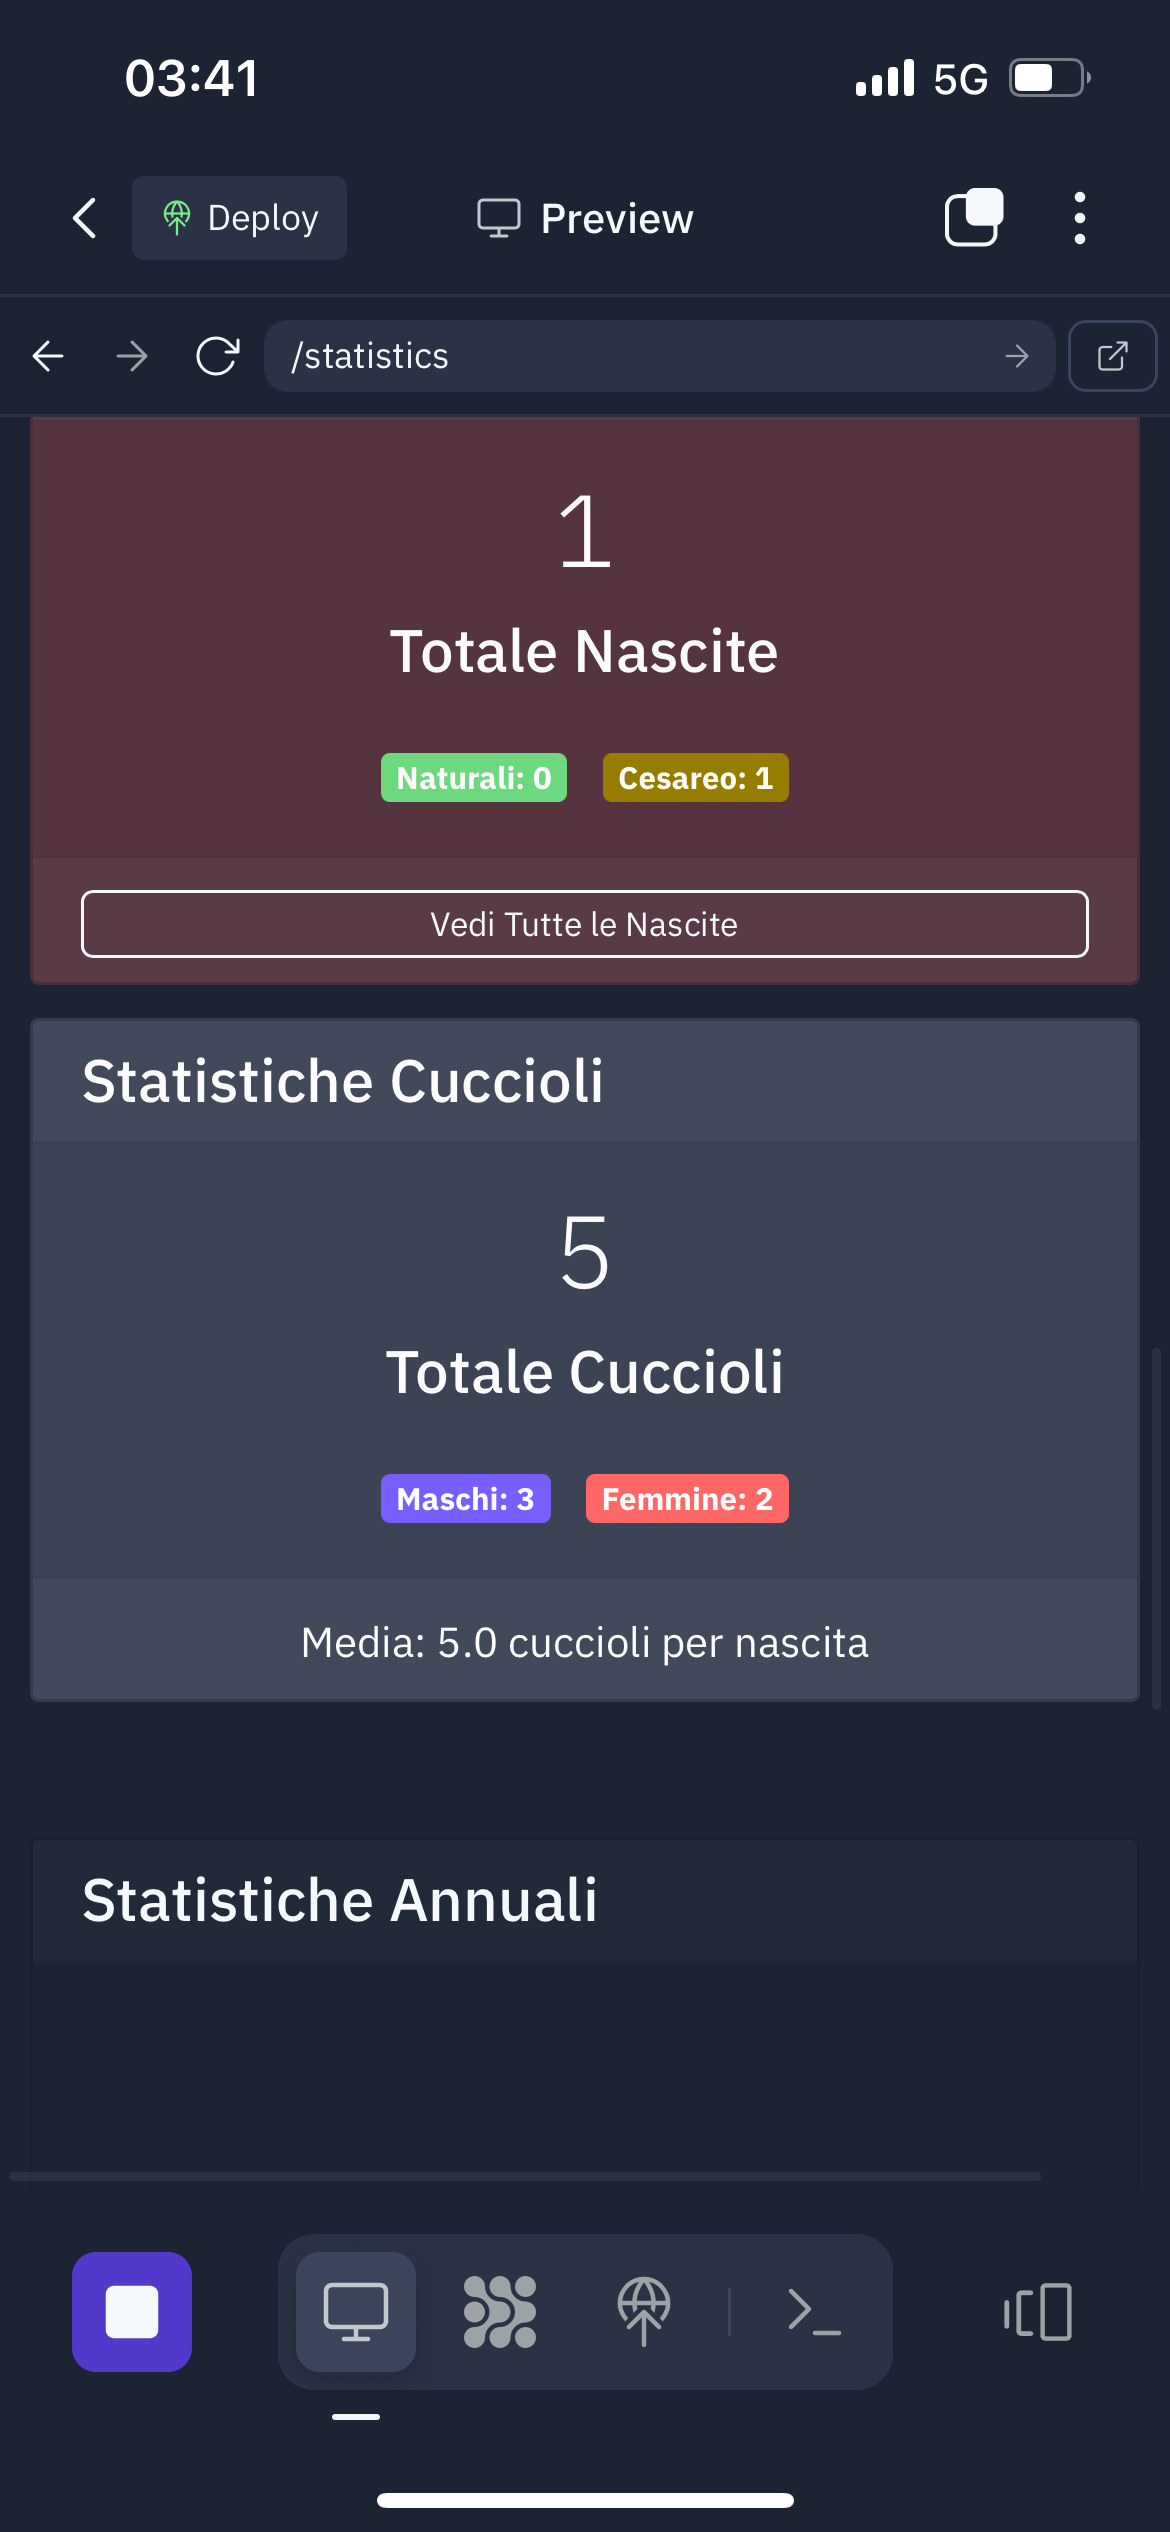 03:41
5G
Deploy
Preview
/statistics
1
Totale Nascite
Naturali: 0
Cesareo: 1
Vedi Tutte le Nascite
Statistiche Cuccioli
5
Totale Cuccioli
Maschi: 3
Femmine: 2
Media: 5.0 cuccioli per nascita
Statistiche Annuali